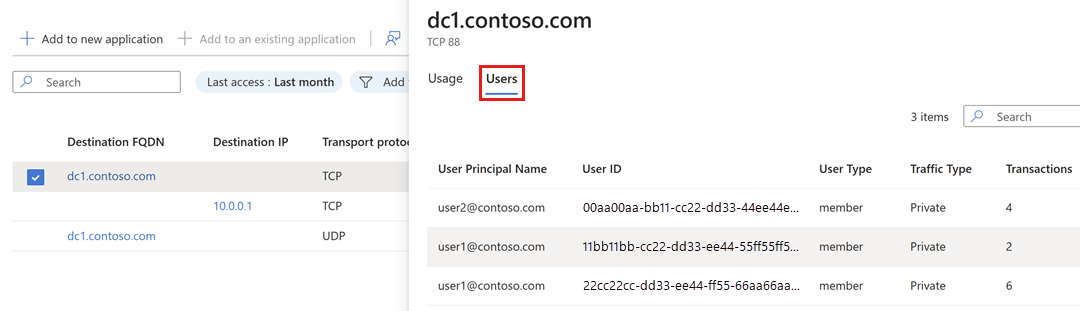 Add to new application Add to an existing application
Search Last access : Last month Add
Destination FQDN Destination IP Transport protoc
dc1.contoso.com TCP
10.0.0.1 TCP
dc1.contoso.com UDP
dc1.contoso.com
TCP 88
Usage Users
3 items Search
User Principal Name User ID User Type Traffic Type Transactions
user2@contoso.com 00aa00aa-bb11-cc22-dd33-44ee44e... member Private 4
user1@contoso.com 11bb11bb-cc22-dd33-ee44-55ff55ff5... member Private 2
user1@contoso.com 22cc22cc-dd33-ee44-ff55-66aa66aa... member Private 6